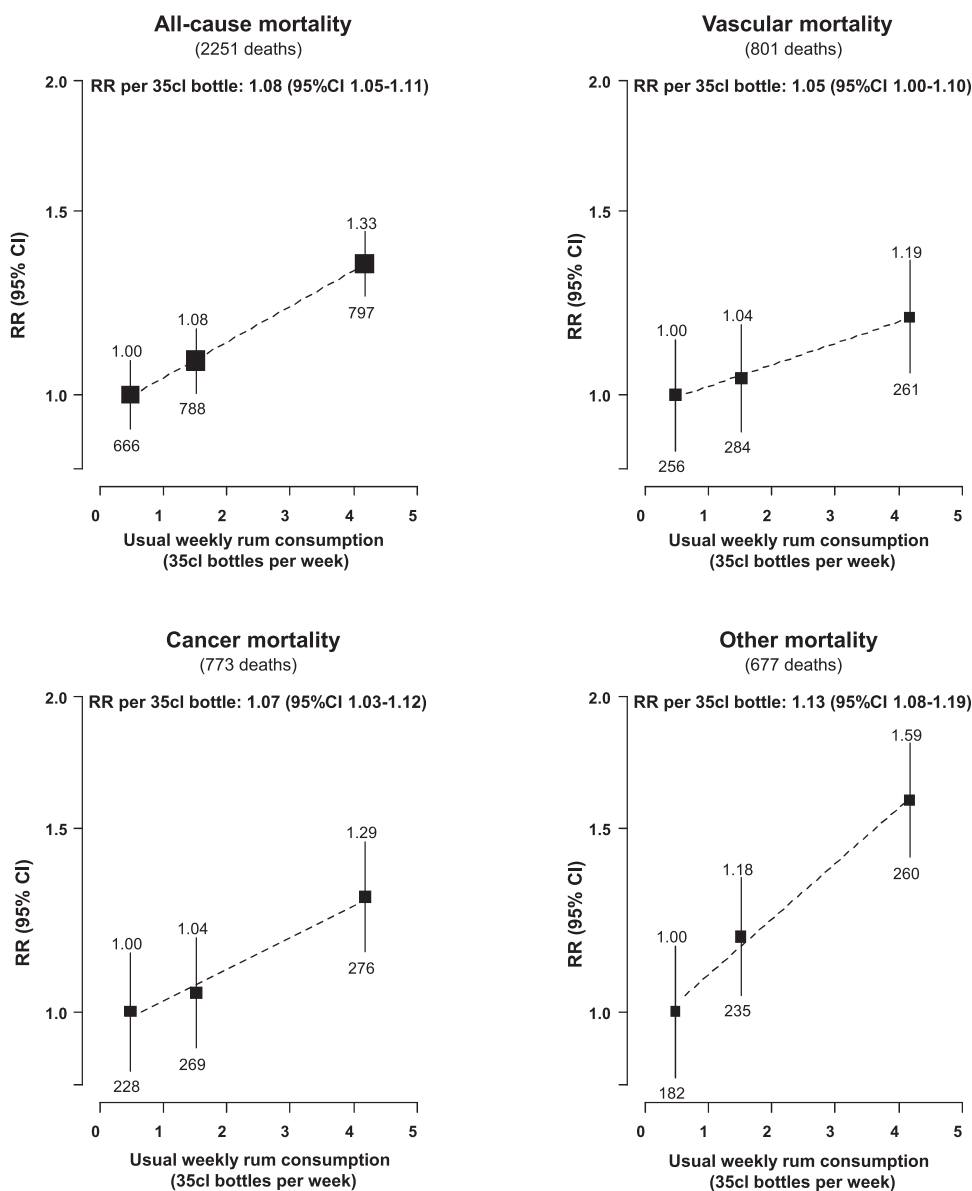 All-cause mortality
(2251 deaths)
RR per 35cl bottle: 1.08 (95%CI 1.05-1.11)
2.0
1.5
1.0
RR (95% CI)
1.00
666
1.08
788
1.33
797
0 1 2 3 4 5
Usual weekly rum consumption
(35cl bottles per week)
Vascular mortality
(801 deaths)
RR per 35cl bottle: 1.05 (95%CI 1.00-1.10)
2.0
1.5
1.0
RR (95% CI)
1.00
256
1.04
284
1.19
261
0 1 2 3 4 5
Usual weekly rum consumption
(35cl bottles per week)
Cancer mortality
(773 deaths)
RR per 35cl bottle: 1.07 (95%CI 1.03-1.12)
2.0
1.5
1.0
RR (95% CI)
1.00
228
1.04
269
1.29
276
0 1 2 3 4 5
Usual weekly rum consumption
(35cl bottles per week)
Other mortality
(677 deaths)
RR per 35cl bottle: 1.13 (95%CI 1.08-1.19)
2.0
1.5
1.0
RR (95% CI)
1.00
182
1.18
235
1.59
260
0 1 2 3 4 5
Usual weekly rum consumption
(35cl bottles per week)